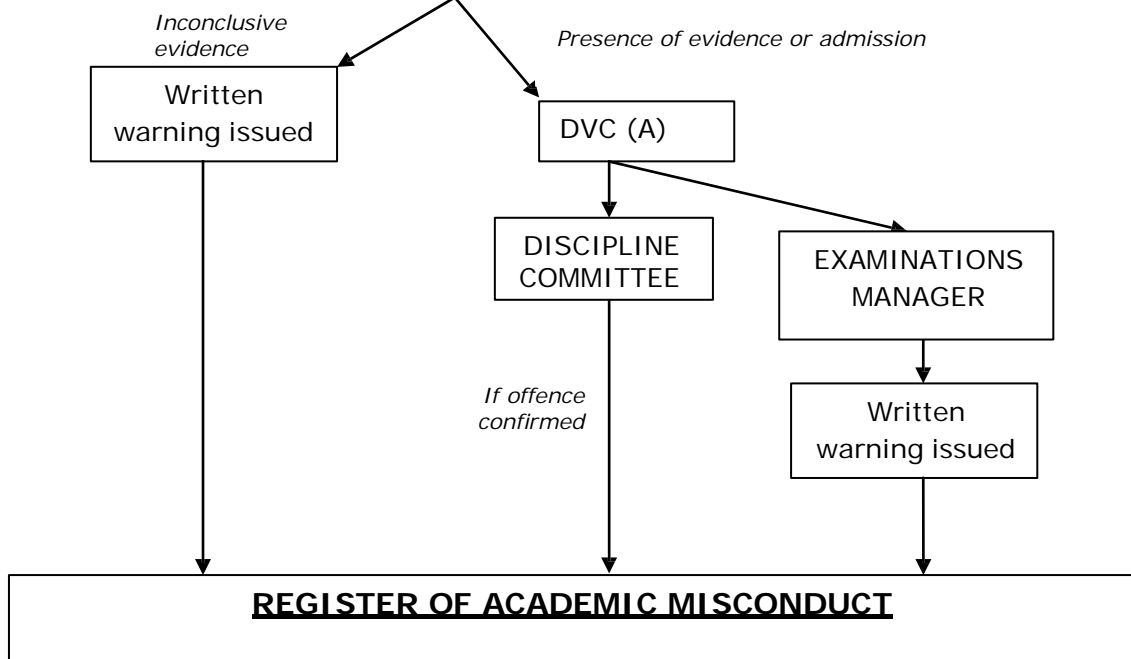 Inconclusive
evidence
Presence of evidence or admission
Written
warning issued
DVC (A)
DISCIPLINE
COMMITTEE
EXAMINATIONS
MANAGER
If offence
confirmed
Written
warning issued
REGISTER OF ACADEMIC MISCONDUCT